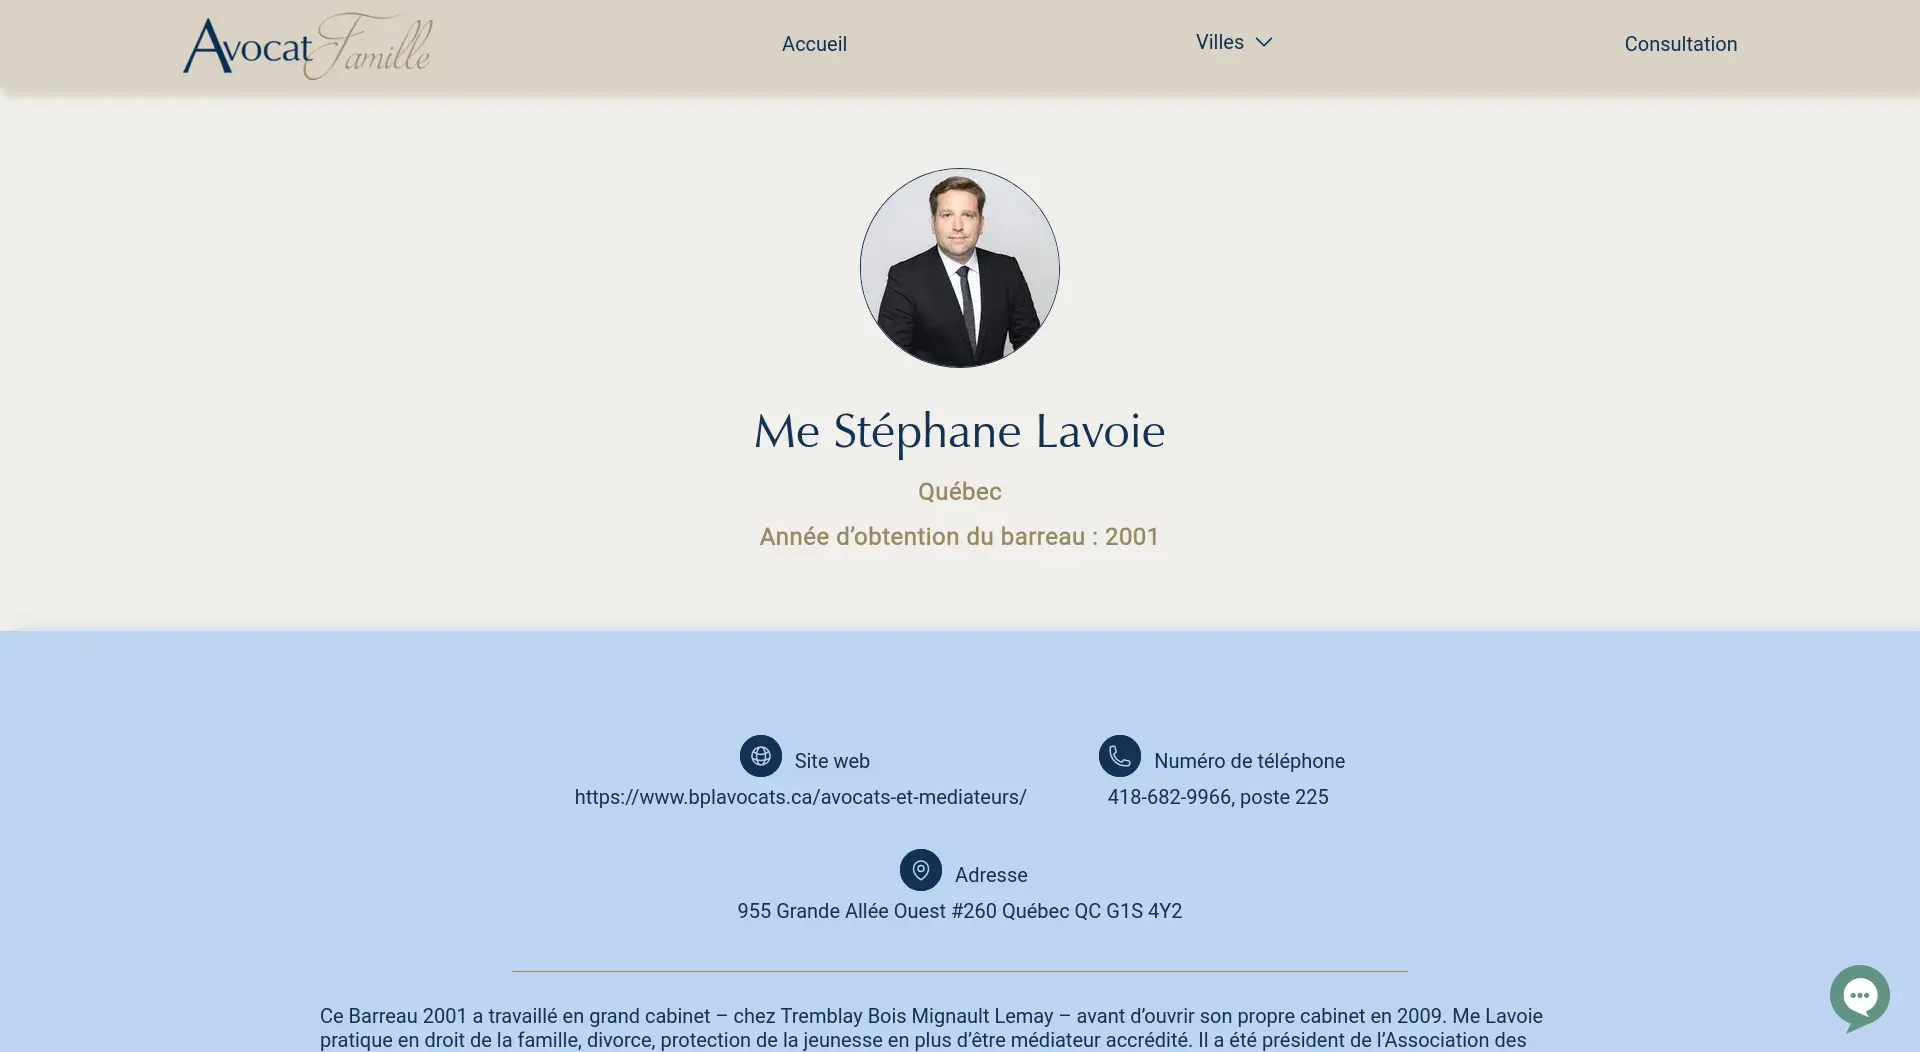 Avocat Famille
Accueil
Villes
Consultation
Me Stéphane Lavoie
Québec
Année d’obtention du barreau : 2001
Site web
https://www.bplavocats.ca/avocats-et-mediateurs/
Numéro de téléphone
418-682-9966, poste 225
Adresse
955 Grande Allée Ouest #260 Québec QC G1S 4Y2
Ce Barreau 2001 a travaillé en grand cabinet – chez Tremblay Bois Mignault Lemay – avant d’ouvrir son propre cabinet en 2009. Me Lavoie
pratique en droit de la famille, divorce, protection de la jeunesse en plus d’être médiateur accrédité. Il a été président de l’Association des